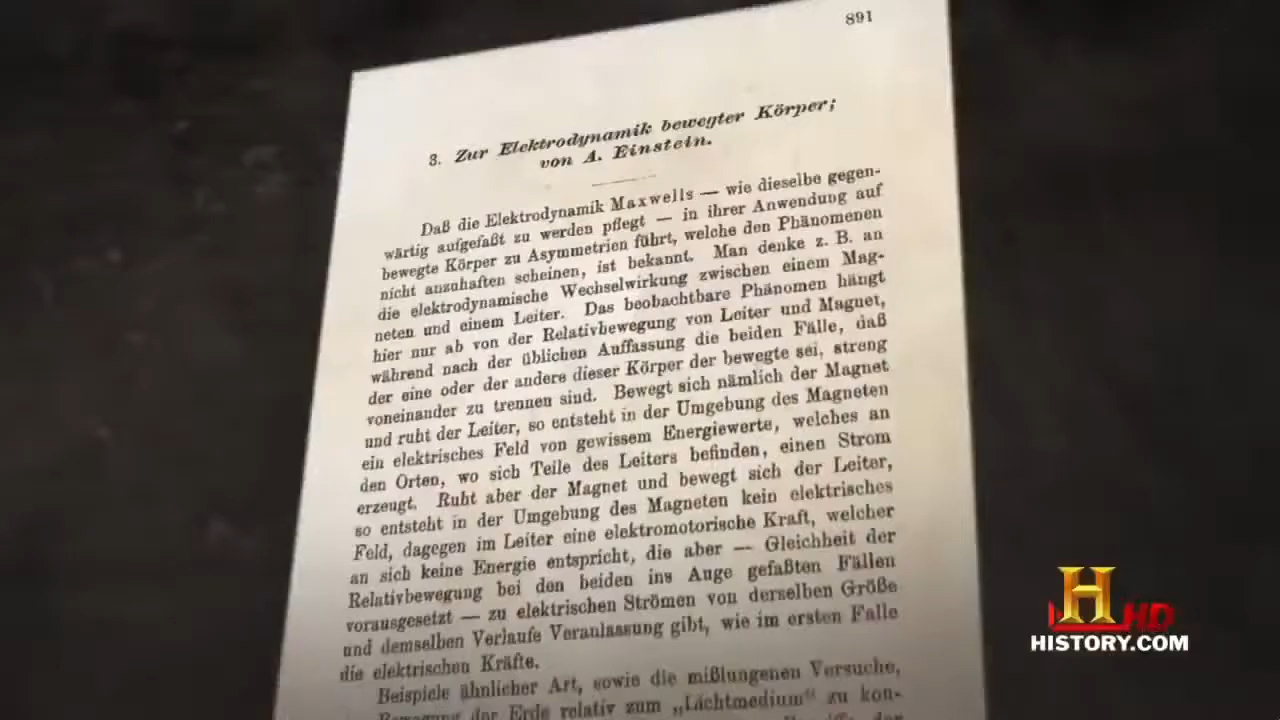 891
3. Zur Elektrodynamik bewegter Körper;
von A. Einstein.
Daß die Elektrodynamik Maxwells — wie dieselbe gegen-
wärtig aufgefaßt zu werden pflegt — in ihrer Anwendung auf
bewegte Körper zu Asymmetrien führt, welche den Phänomenen
nicht anzuhaften scheinen, ist bekannt. Man denke z. B. an
die elektrodynamische Wechselwirkung zwischen einem Mag-
neten und einem Leiter. Das beobachtbare Phänomen hängt
hier nur ab von der Relativbewegung von Leiter und Magnet,
während nach der üblichen Auffassung die beiden Fälle, daß
der eine oder der andere dieser Körper der bewegte sei, streng
voneinander zu trennen sind. Bewegt sich nämlich der Magnet
und ruht der Leiter, so entsteht in der Umgebung des Magneten
ein elektrisches Feld von gewissem Energiewerte, welches an
den Orten, wo sich Teile des Leiters befinden, einen Strom
erzeugt. Ruht aber der Magnet und bewegt sich der Leiter,
so entsteht in der Umgebung des Magneten kein elektrisches
Feld, dagegen im Leiter eine elektromotorische Kraft, welcher
an sich keine Energie entspricht, die aber — Gleichheit der
Relativbewegung bei den beiden ins Auge gefaßten Fällen
vorausgesetzt — zu elektrischen Strömen von derselben Größe
und demselben Verlaufe Veranlassung gibt, wie im ersten Falle
die elektrischen Kräfte.
Beispiele ähnlicher Art, sowie die mißlungenen Versuche,
Bewegung der Erde relativ zum „Lichtmedium“ zu kon-
der
H
HD
HISTORY.COM